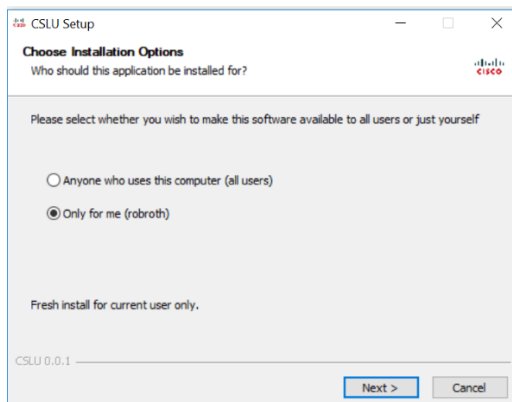 CSLU Setup
Choose Installation Options
Who should this application be installed for?
CISCO
Please select whether you wish to make this software available to all users or just yourself
Anyone who uses this computer (all users)
Only for me (robroth)
Fresh install for current user only.
CSLU 0.0.1
Next >
Cancel